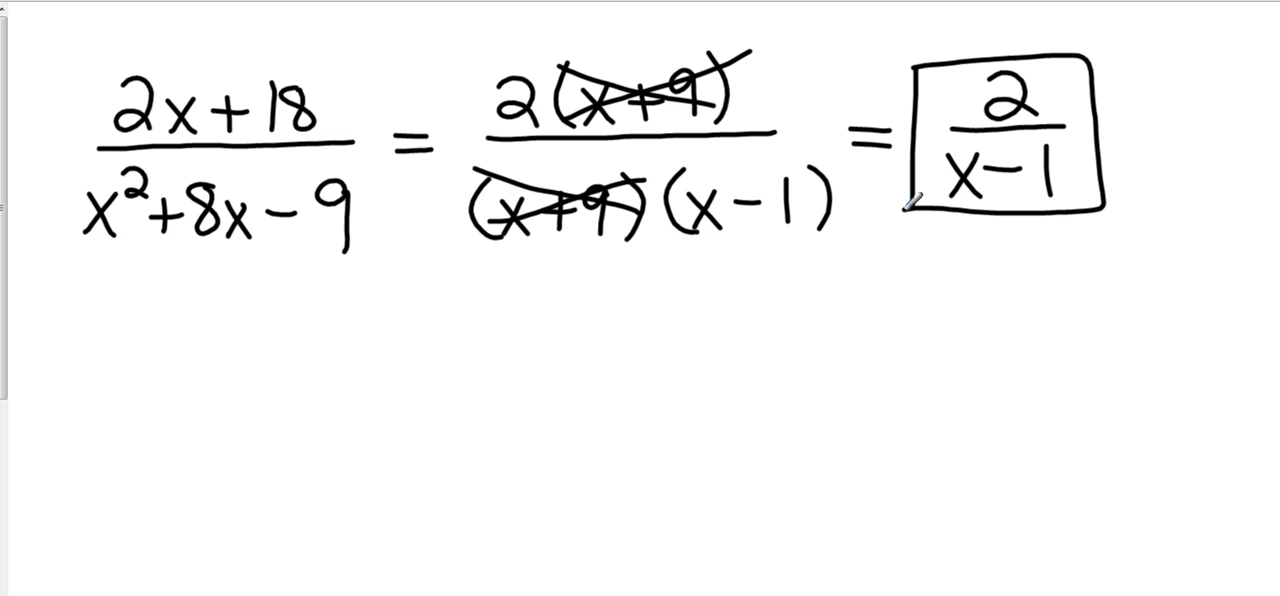 2x+18 / x²+8x-9 = 2(x+9) / (x+9)(x-1) = 2 / x-1